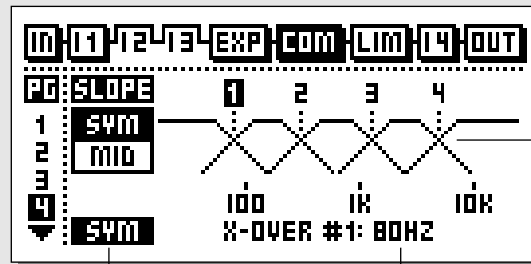 IN I1 I2 I3 EXP COM LIM I4 OUT
PG SLOPE 1 2 3 4
1 SYM
2 MID
3
4 100 1K 10K
SYM X-OVER #1: 80HZ